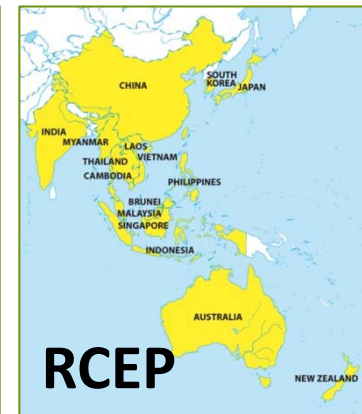 CHINA
SOUTH
KOREA
JAPAN
INDIA
MYANMAR
LAOS
VIETNAM
THAILAND
CAMBODIA
PHILIPPINES
BRUNEI
MALAYSIA
SINGAPORE
INDONESIA
AUSTRALIA
RCEP
NEW ZEALAND